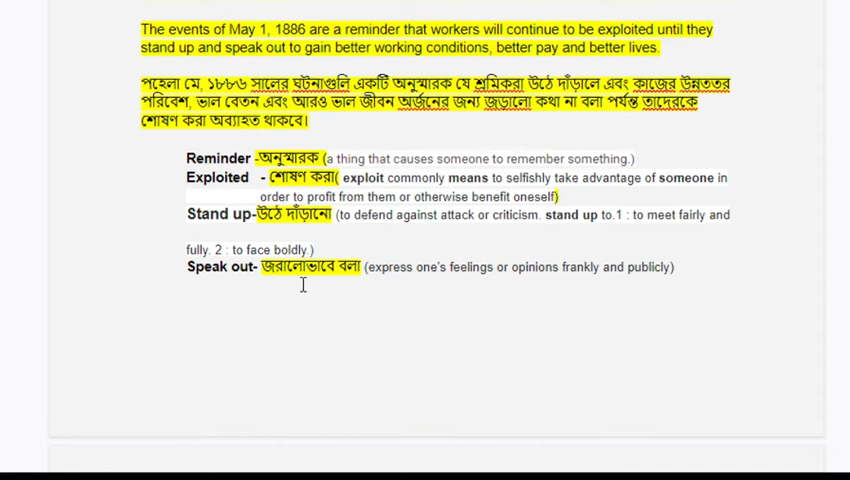 The events of May 1, 1886 are a reminder that workers will continue to be exploited until they
stand up and speak out to gain better working conditions, better pay and better lives.
পহেলা মে, ১৮৮৬ সালের ঘটনাগুলি একটি অনুস্মারক যে শ্রমিকরা উঠে দাঁড়ালে এবং কাজের উন্নততর
পরিবেশ, ভাল বেতন এবং আরও ভাল জীবন অর্জনের জন্য জড়ালো কথা না বলা পর্যন্ত তাদেরকে
শোষণ করা অব্যাহত থাকবে।
Reminder -অনুস্মারক (a thing that causes someone to remember something.)
Exploited - শোষণ করা( exploit commonly means to selfishly take advantage of someone in
order to profit from them or otherwise benefit oneself)
Stand up-উঠে দাঁড়ানো (to defend against attack or criticism. stand up to.1 : to meet fairly and
fully. 2 : to face boldly.)
Speak out- জরালোভাবে বলা (express one's feelings or opinions frankly and publicly)